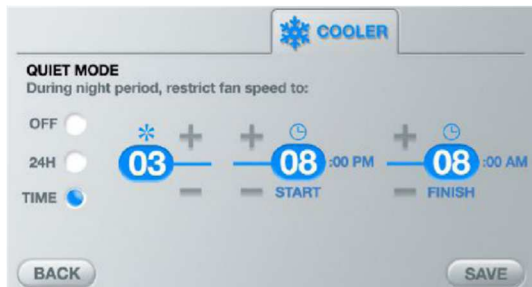 COOLER
QUIET MODE
During night period, restrict fan speed to:
OFF
24H
TIME
03
08 :00 PM
START
08 :00 AM
FINISH
BACK
SAVE